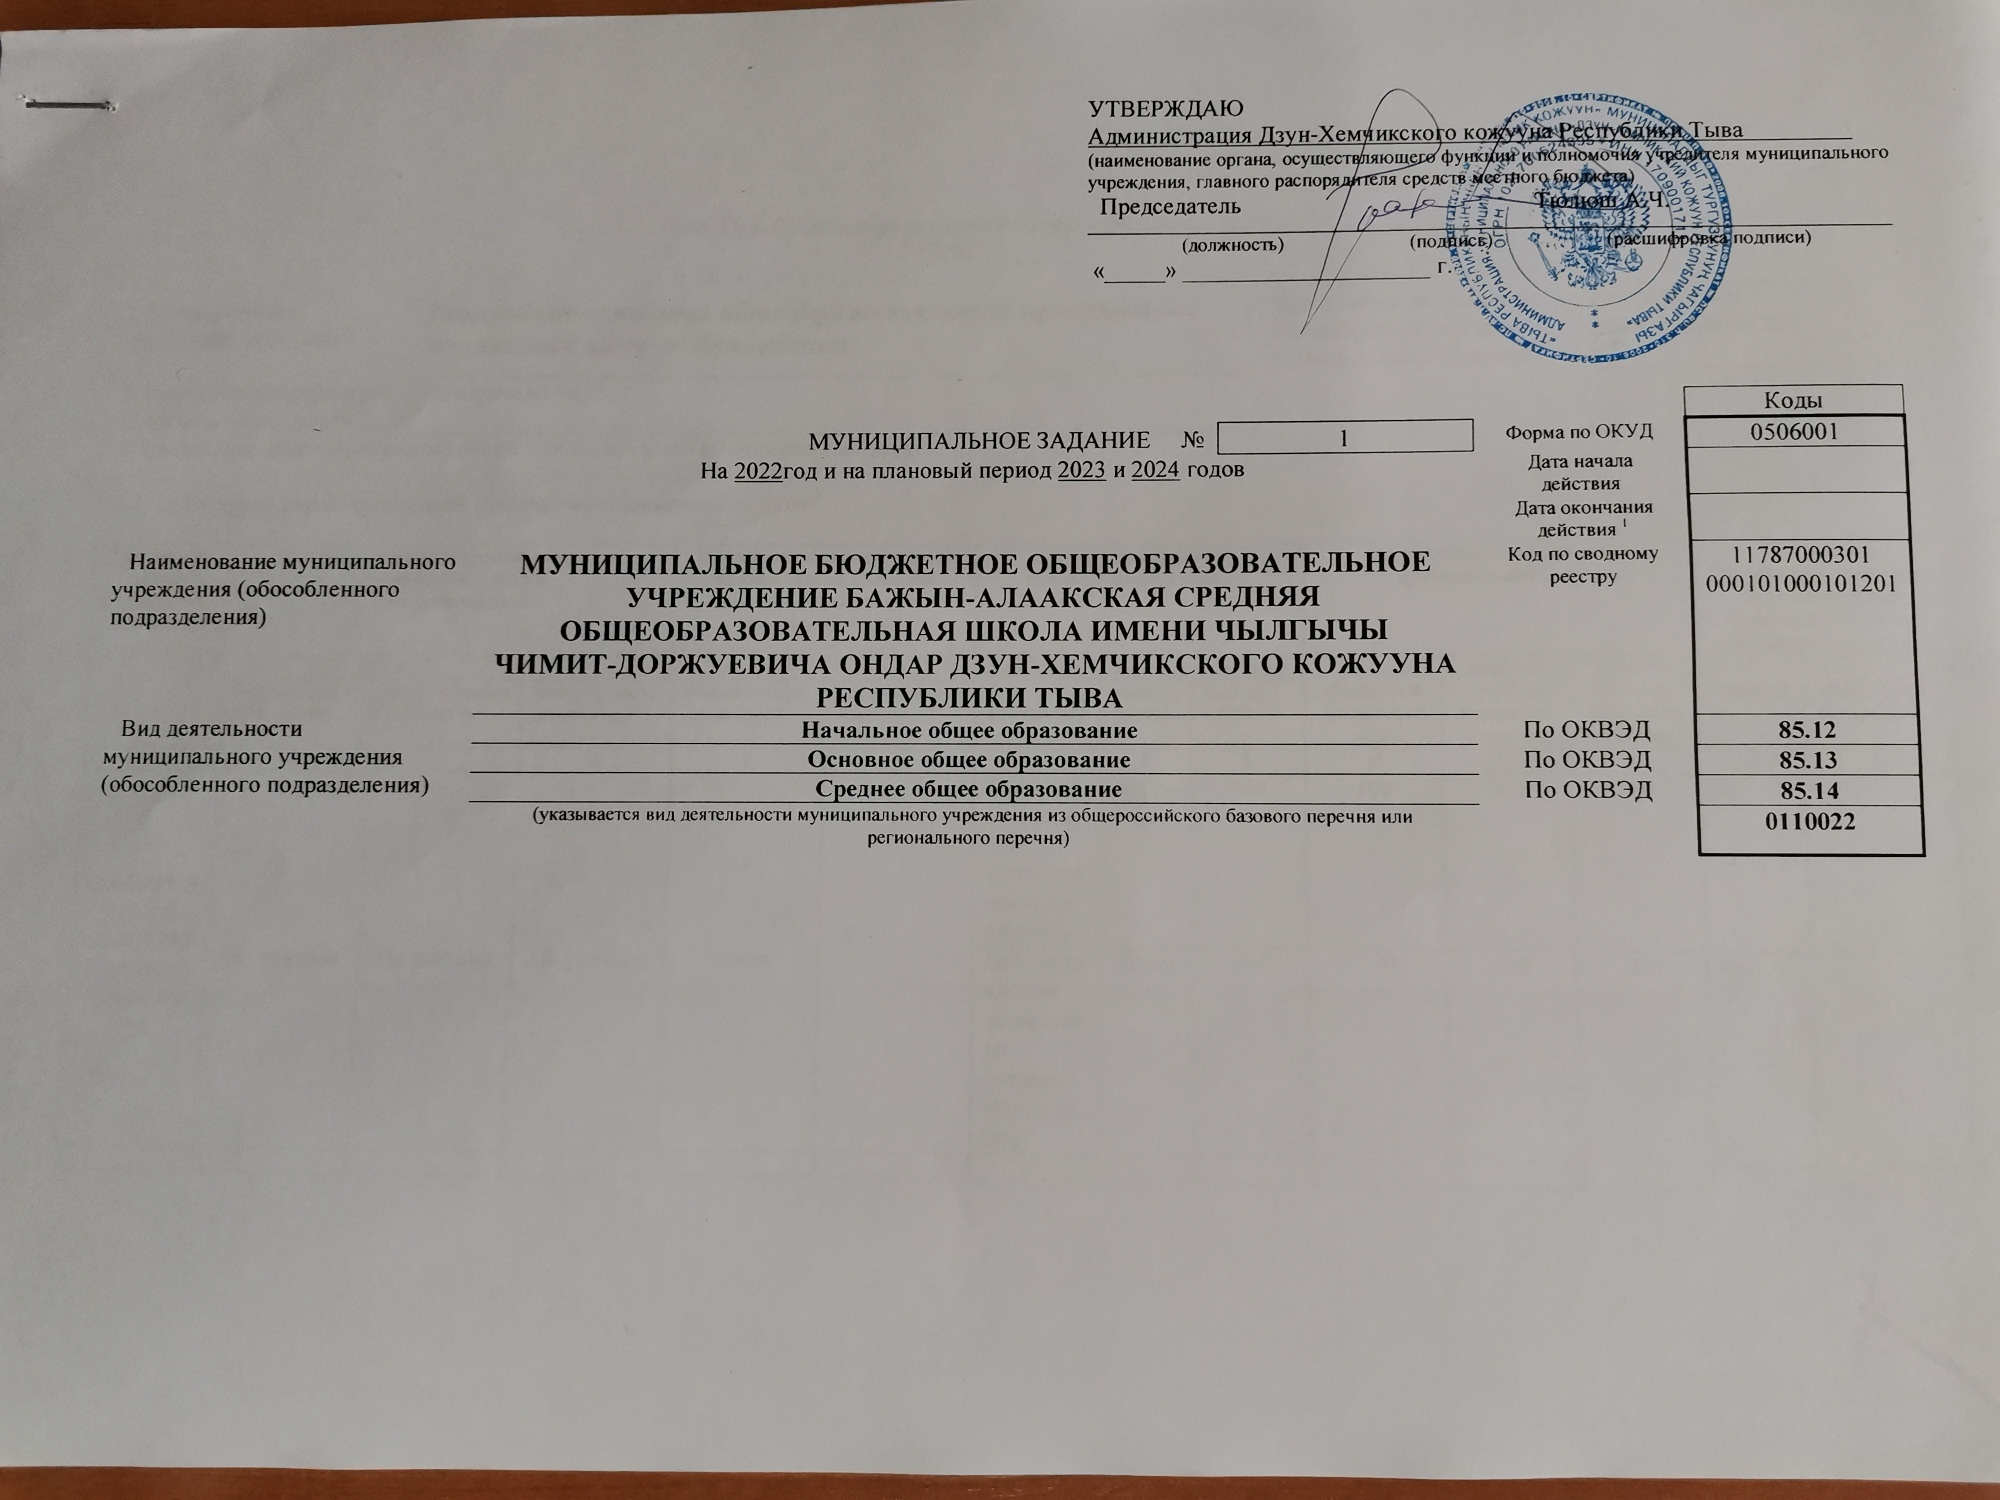 УТВЕРЖДАЮ
Администрация Дзун-Хемчикского кожууна Республики Тыва
(наименование органа, осуществляющего функции и полномочия учредителя муниципального
учреждения, главного распорядителя средств местного бюджета)
Председатель Тюлюш А.Ч.
(должность) (подпись) (расшифровка подписи)
«_____» ____________________ г.
Коды
МУНИЦИПАЛЬНОЕ ЗАДАНИЕ № 1
Форма по ОКУД 0506001
На 2022год и на плановый период 2023 и 2024 годов
Дата начала
действия
Дата окончания
действия 1
Код по сводному
реестру
11787000301
000101000101201
Наименование муниципального
учреждения (обособленного
подразделения)
МУНИЦИПАЛЬНОЕ БЮДЖЕТНОЕ ОБЩЕОБРАЗОВАТЕЛЬНОЕ
УЧРЕЖДЕНИЕ БАЖЫН-АЛААКСКАЯ СРЕДНЯЯ
ОБЩЕОБРАЗОВАТЕЛЬНАЯ ШКОЛА ИМЕНИ ЧЫЛГЫЧЫ
ЧИМИТ-ДОРЖУЕВИЧА ОНДАР ДЗУН-ХЕМЧИКСКОГО КОЖУУНА
РЕСПУБЛИКИ ТЫВА
Вид деятельности
муниципального учреждения
(обособленного подразделения)
Начальное общее образование По ОКВЭД 85.12
Основное общее образование По ОКВЭД 85.13
Среднее общее образование По ОКВЭД 85.14
(указывается вид деятельности муниципального учреждения из общероссийского базового перечня или
регионального перечня)
0110022